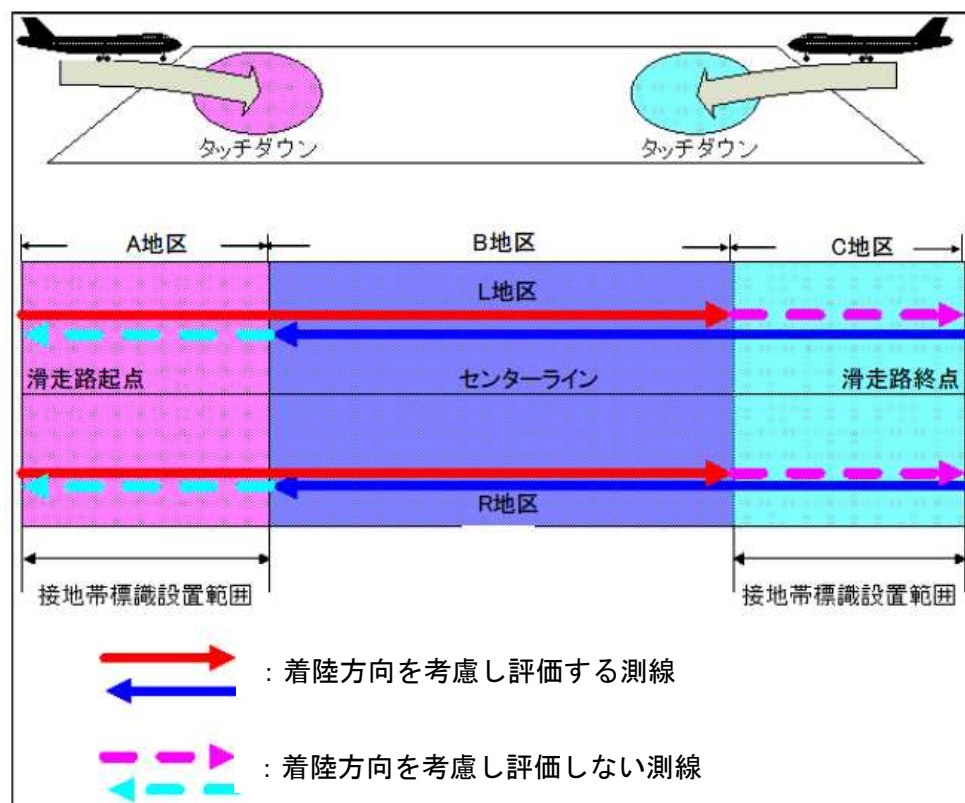 タッチダウン
タッチダウン
A地区
B地区
C地区
L地区
滑走路起点
センターライン
滑走路終点
R地区
接地帯標識設置範囲
接地帯標識設置範囲
：着陸方向を考慮し評価する測線
：着陸方向を考慮し評価しない測線